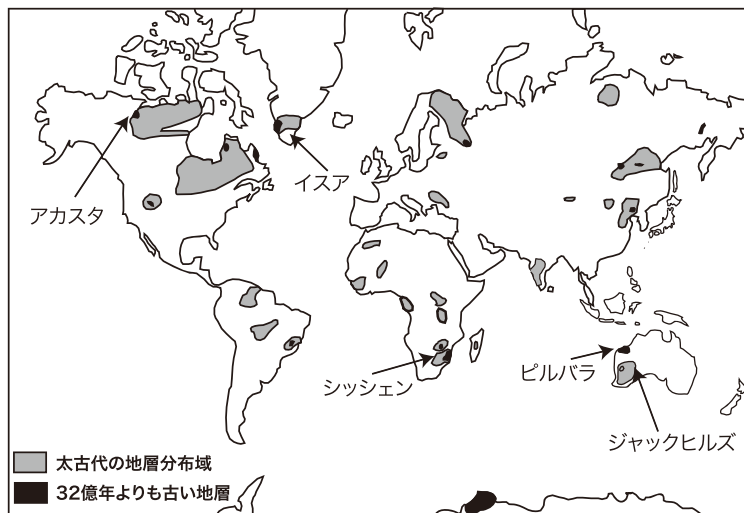 アカスタ
イスア
シッシェン
ピルバラ
ジャックヒルズ
太古代の地層分布域
32億年よりも古い地層